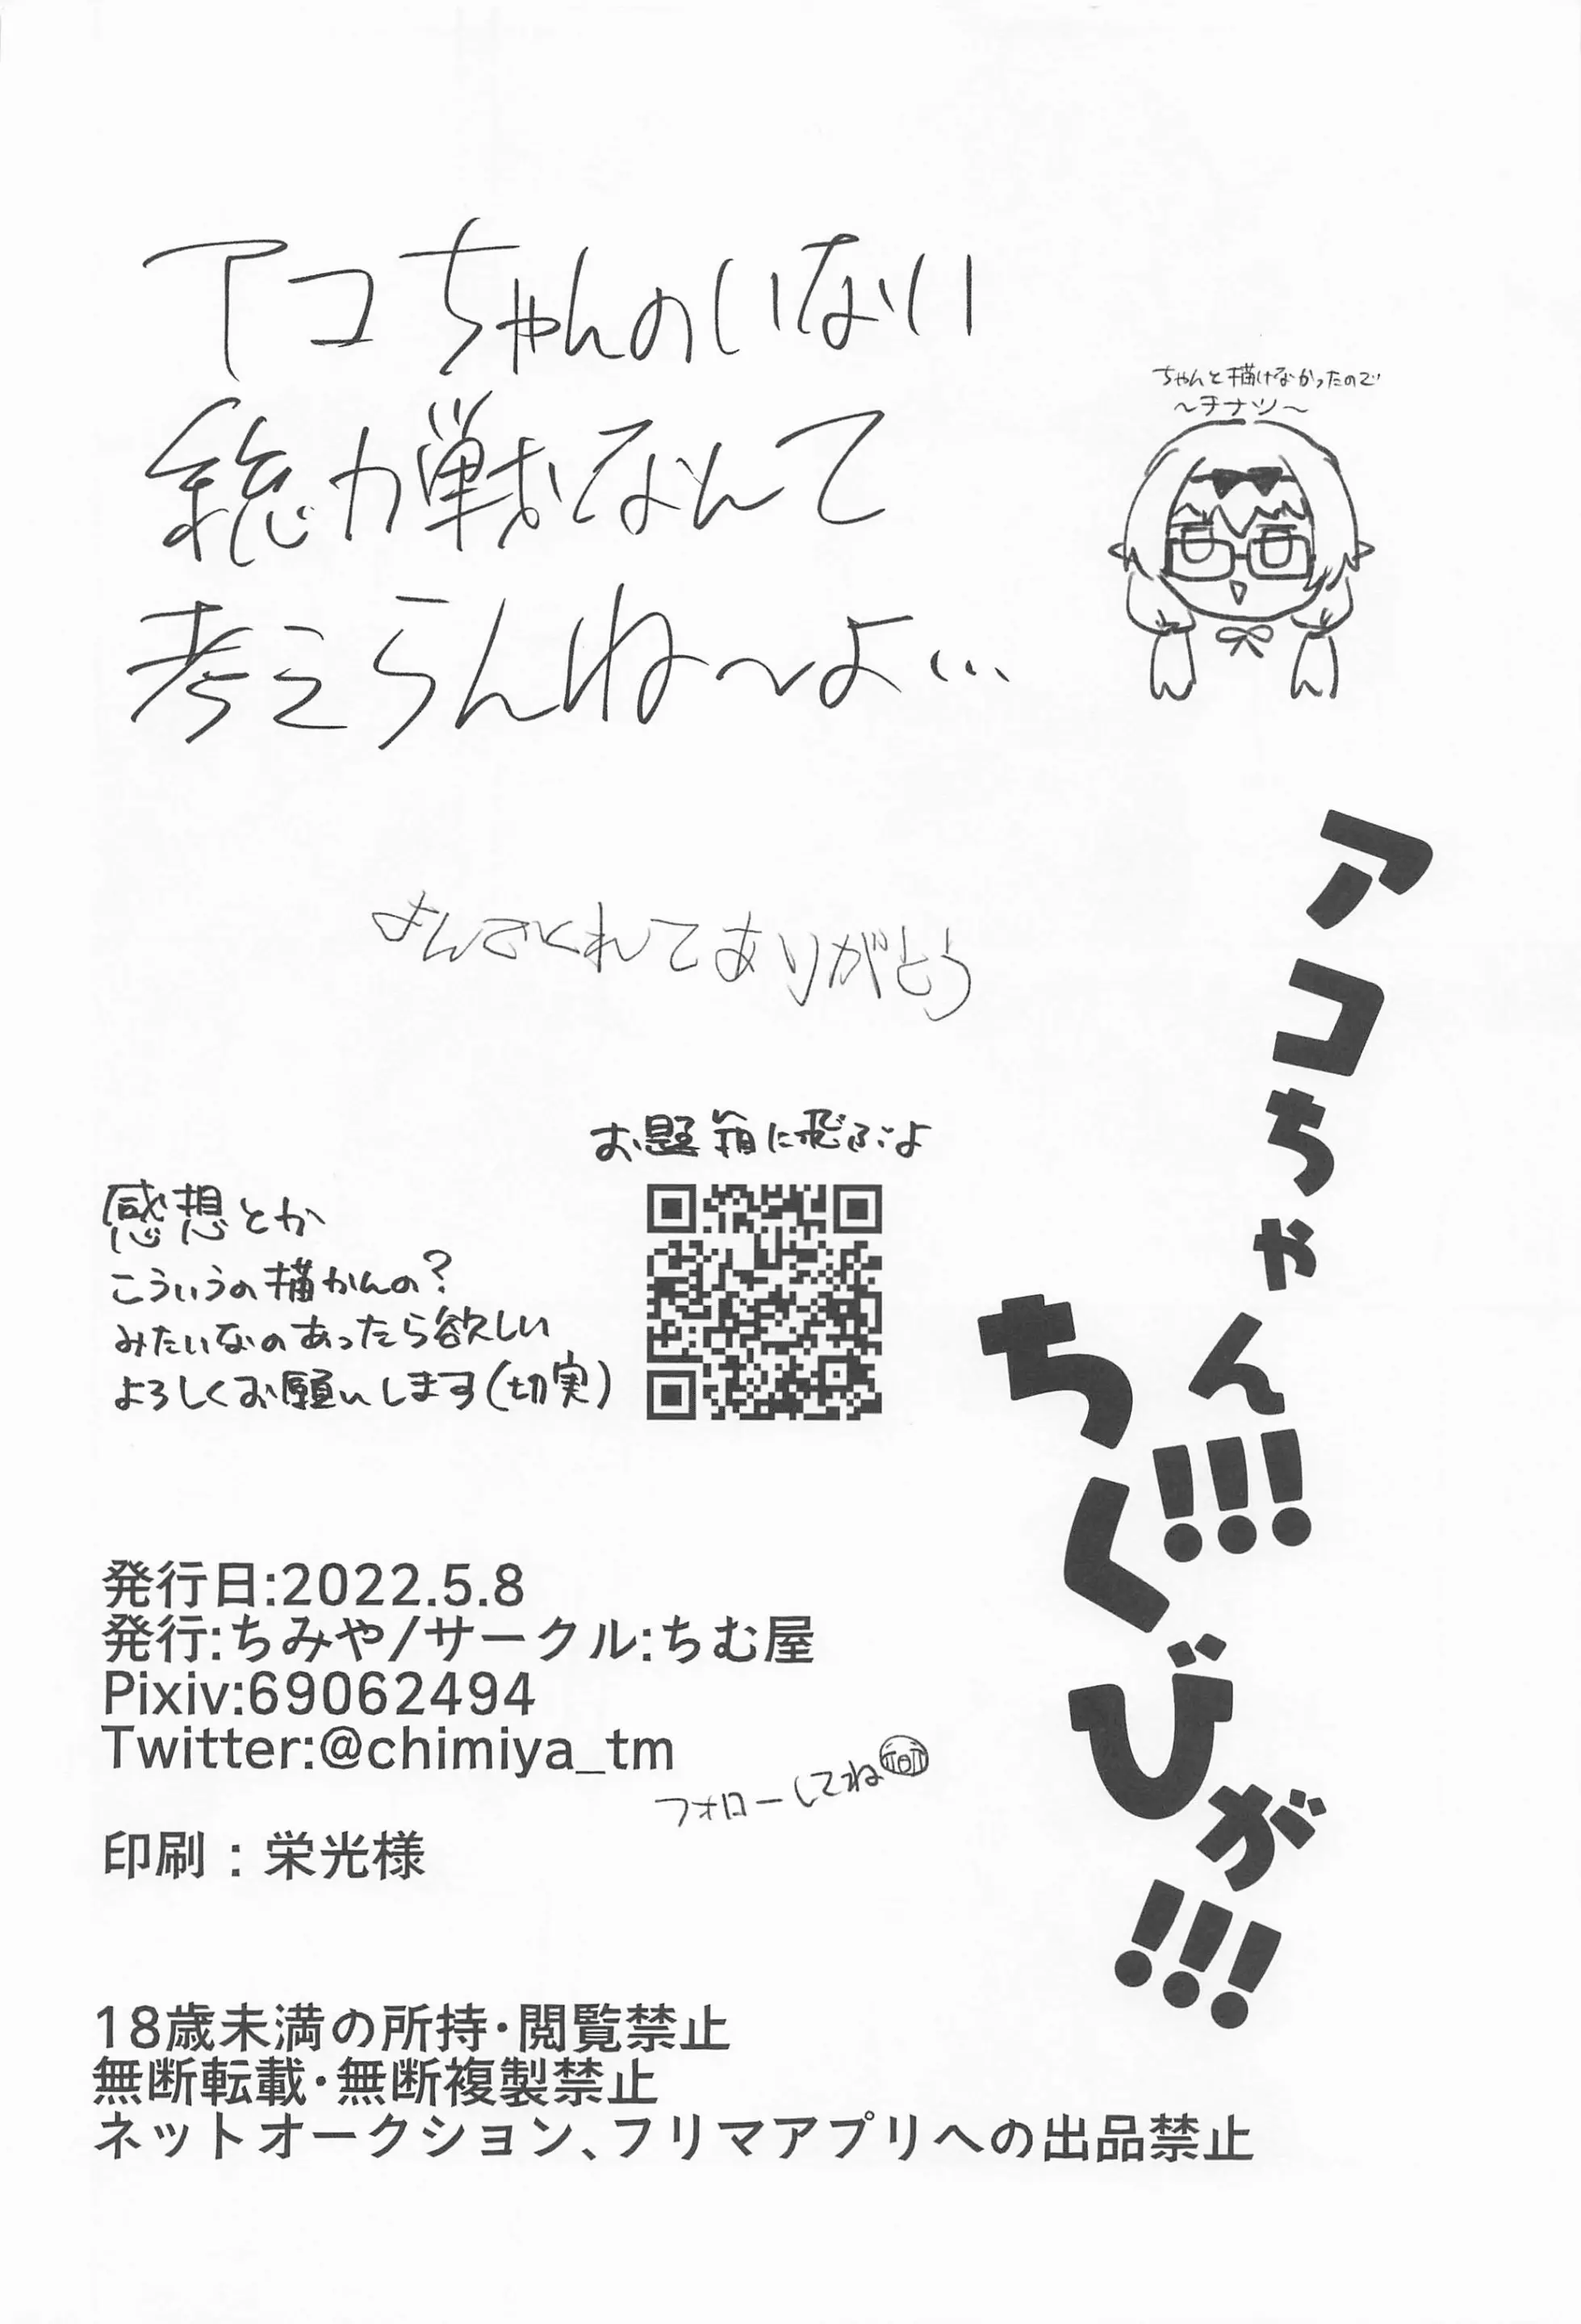 アコちゃんのいない
総力戦なんて
考えらんね〜よ…
ちゃんと描けなかったので
〜チナツ〜
よんでくれてありがとう
お題箱に飛ぶよ
感想とか
こういうの描かんの?
みたいなのあったら欲しい
よろしくお願いします(切実)
アコちゃん!!!
ちくびが!!!
発行日:2022.5.8
発行:ちみや/サークル:ちむ屋
Pixiv:69062494
Twitter:@chimiya_tm
フォローしてね
印刷：栄光様
18歳未満の所持・閲覧禁止
無断転載・無断複製禁止
ネットオークション、フリマアプリへの出品禁止